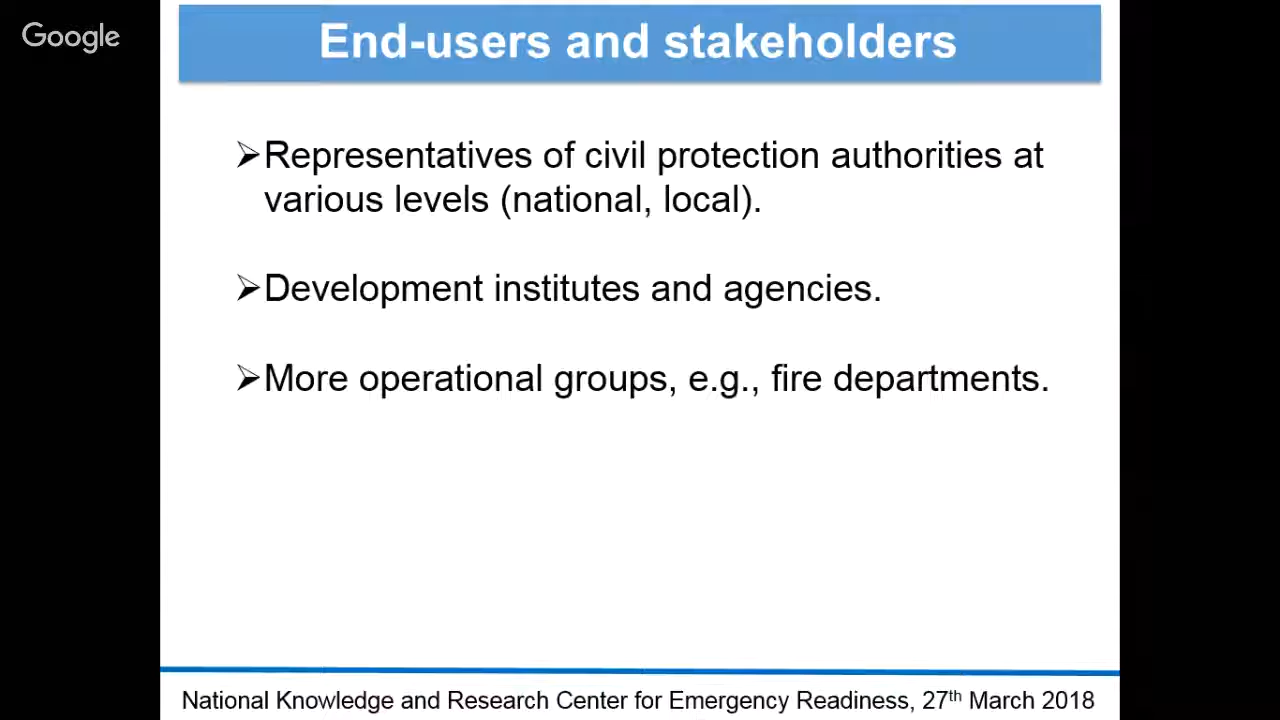 Google
End-users and stakeholders
➢Representatives of civil protection authorities at
various levels (national, local).
➢Development institutes and agencies.
➢More operational groups, e.g., fire departments.
National Knowledge and Research Center for Emergency Readiness, 27th March 2018